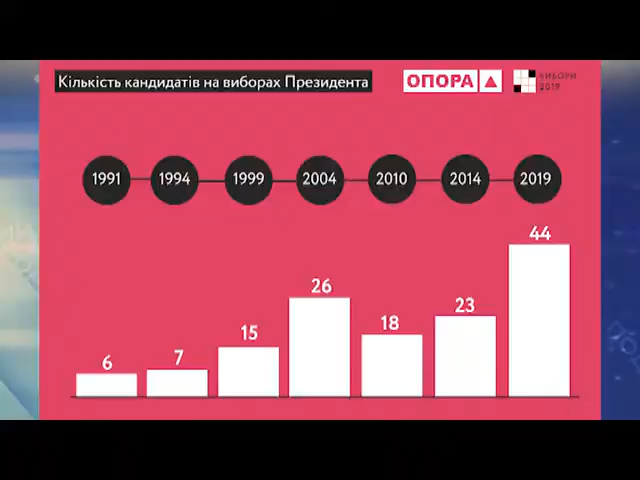 Кількість кандидатів на виборах Президента
ОПОРА
ВИБОРИ
2019
1991 1994 1999 2004 2010 2014 2019
6 7 15 26 18 23 44